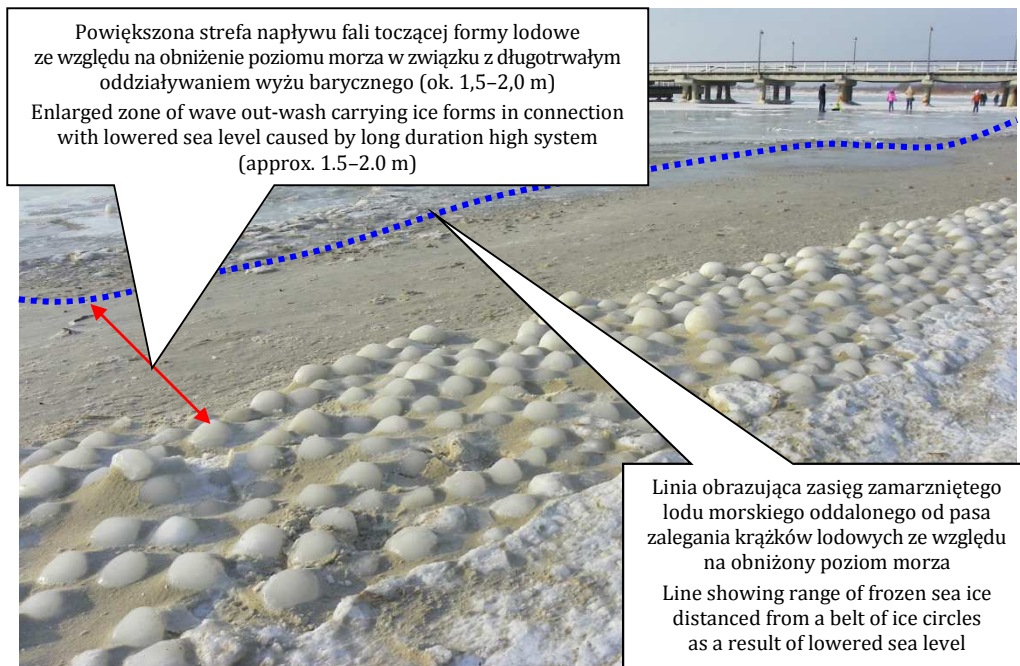 Powiększona strefa napływu fali toczącej formy lodowe
ze względu na obniżenie poziomu morza w związku z długotrwałym
oddziaływaniem wyżu barycznego (ok. 1,5–2,0 m)
Enlarged zone of wave out-wash carrying ice forms in connection
with lowered sea level caused by long duration high system
(approx. 1.5–2.0 m)
Linia obrazująca zasięg zamarzniętego
lodu morskiego oddalonego od pasa
zalegania krążków lodowych ze względu
na obniżony poziom morza
Line showing range of frozen sea ice
distanced from a belt of ice circles
as a result of lowered sea level